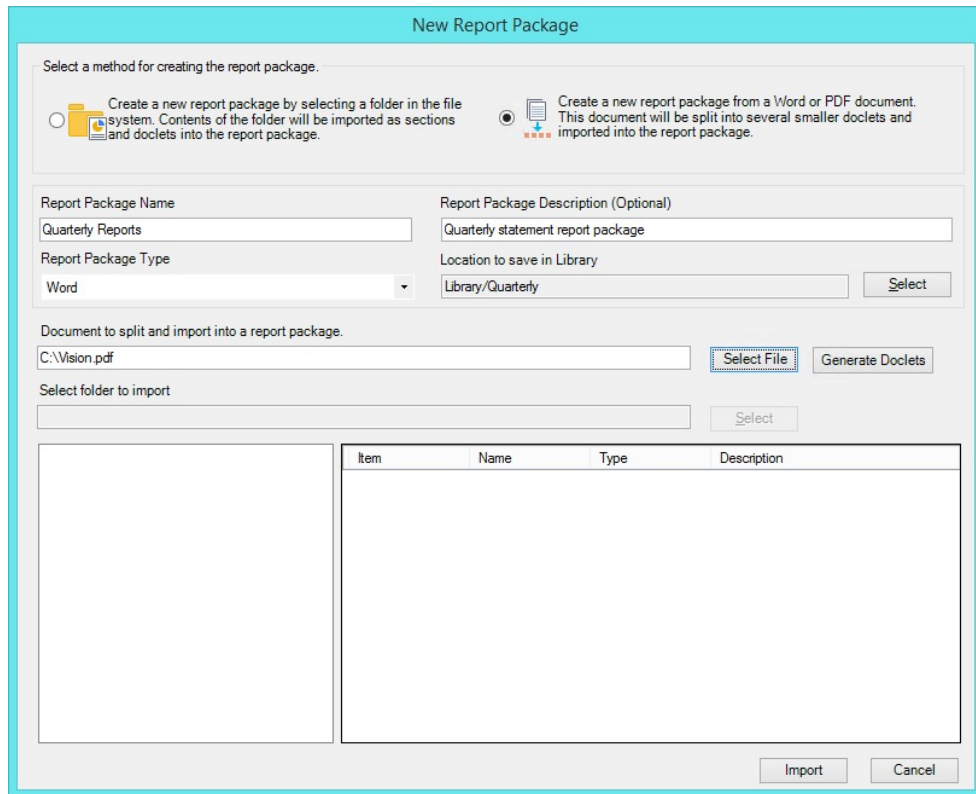 New Report Package
Select a method for creating the report package.
Create a new report package by selecting a folder in the file
system. Contents of the folder will be imported as sections
and doclets into the report package.
Create a new report package from a Word or PDF document.
This document will be split into several smaller doclets and
imported into the report package.
Report Package Name
Report Package Description (Optional)
Quarterly Reports
Quarterly statement report package
Report Package Type
Location to save in Library
Word
Library/Quarterly
Select
Document to split and import into a report package.
C:\Vision.pdf
Select File
Generate Doclets
Select folder to import
Select
Item Name Type Description
Import
Cancel